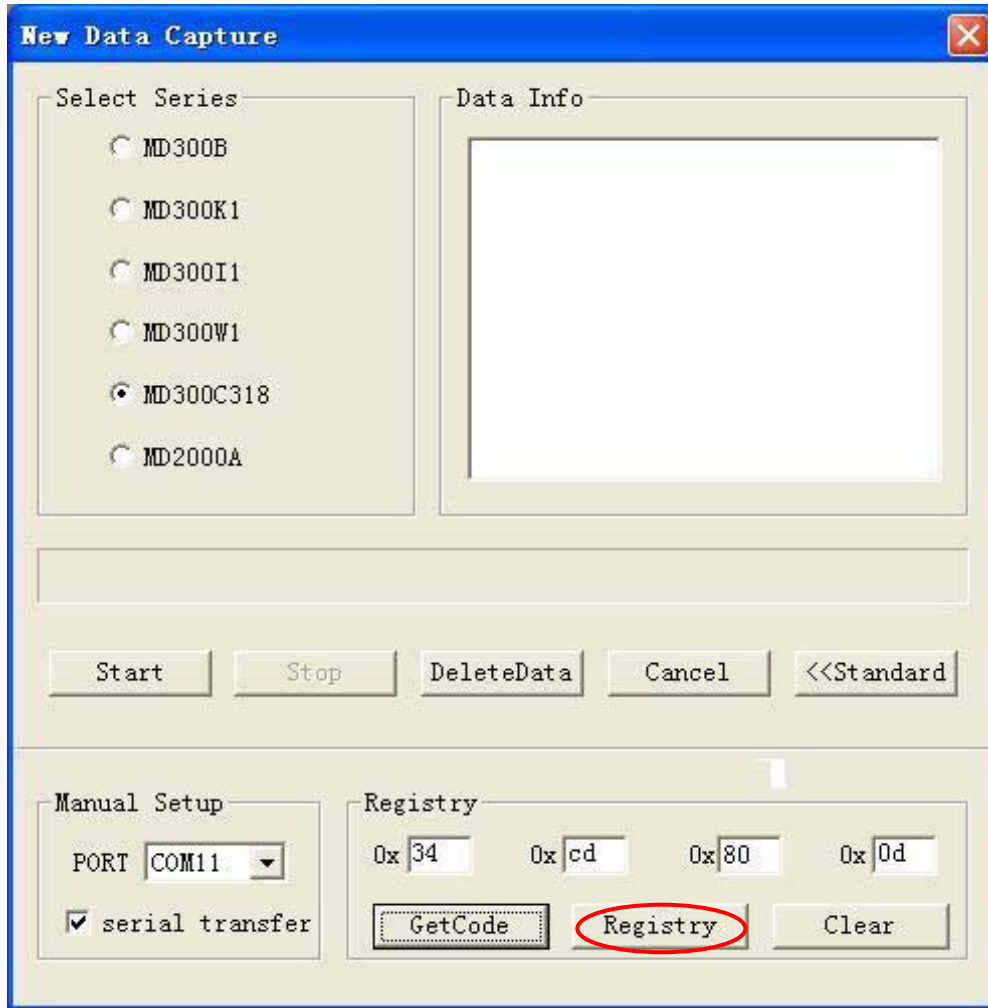 New Data Capture
Select Series
MD300B
MD300K1
MD300I1
MD300W1
MD300C318
MD2000A
Data Info
Start Stop DeleteData Cancel <<Standard
Manual Setup
PORT COM11
serial transfer
Registry
0x 34 0x cd 0x 80 0x 0d
GetCode Registry Clear